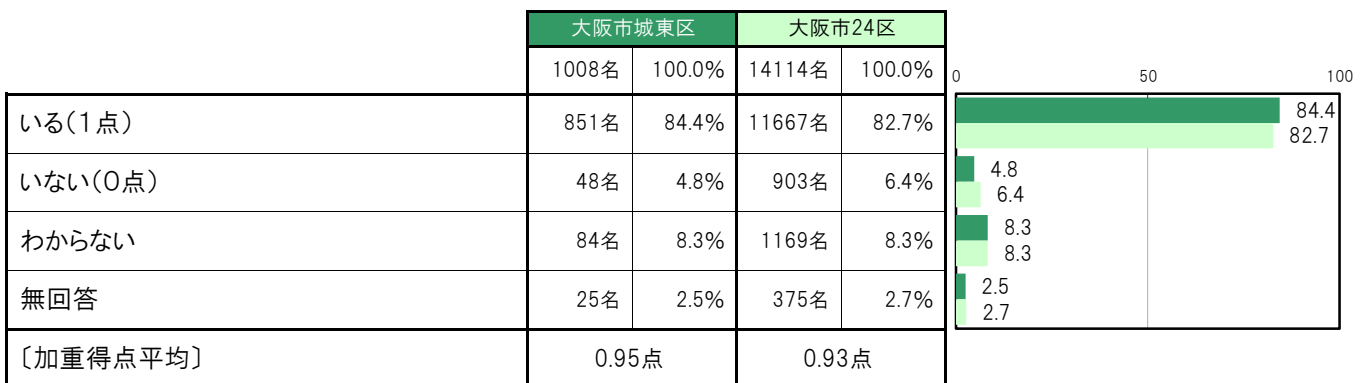 大阪市城東区 大阪市24区
1008名 100.0% 14114名 100.0% 0 50 100
いる(1点) 851名 84.4% 11667名 82.7% 84.4
82.7
いない(0点) 48名 4.8% 903名 6.4% 4.8
6.4
わからない 84名 8.3% 1169名 8.3% 8.3
8.3
無回答 25名 2.5% 375名 2.7% 2.5
2.7
〔加重得点平均〕 0.95点 0.93点